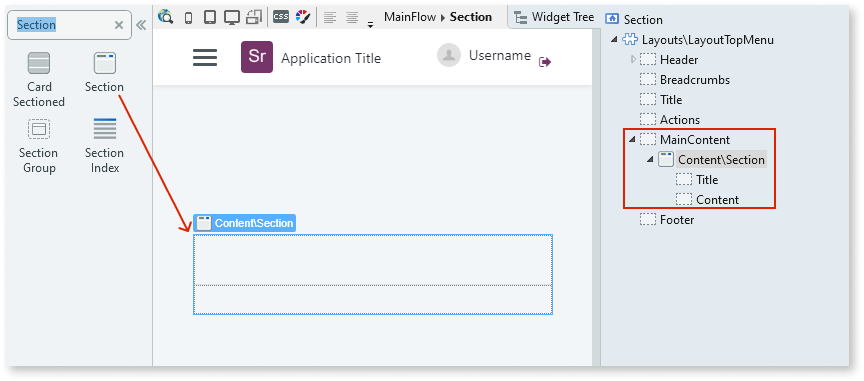 Section
Card
Sectioned
Section
Section
Group
Section
Index
CSS
MainFlow Section
Widget Tree
Sr Application Title
Username
Content\Section
Section
Layouts\LayoutTopMenu
Header
Breadcrumbs
Title
Actions
MainContent
Content\Section
Title
Content
Footer